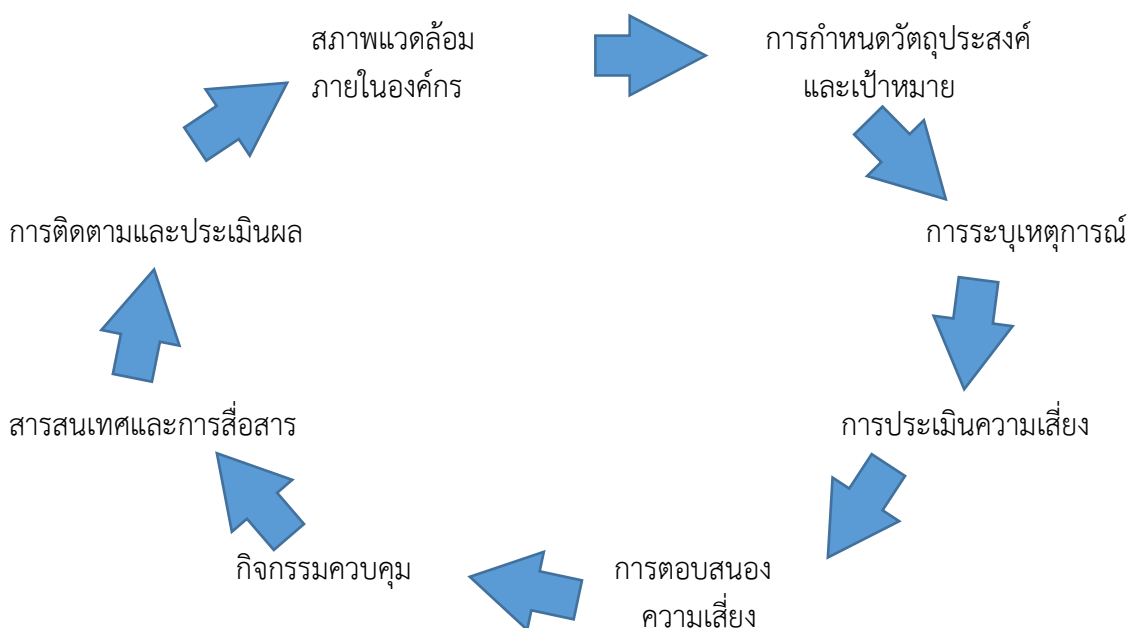 สภาพแวดล้อม
ภายในองค์กร
การกำหนดวัตถุประสงค์
และเป้าหมาย
การระบุเหตุการณ์
การประเมินความเสี่ยง
การตอบสนอง
ความเสี่ยง
กิจกรรมควบคุม
สารสนเทศและการสื่อสาร
การติดตามและประเมินผล